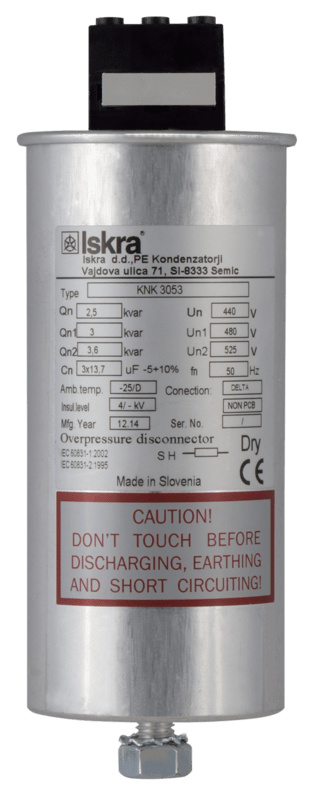 Iskra®
Iskra d.d.,PE Kondenzatorji
Vajdova ulica 71, SI-8333 Semic
Type KNK 3053
Qn 2,5 kvar Un 440 V
Qn1 3 kvar Un1 480 V
Qn2 3,6 kvar Un2 525 V
Cn 3x13,7 uF -5+10% fn 50 Hz
Amb.temp. -25/D Conection: DELTA
Insul.level 4/ - kV NON PCB
Mfg. Year 12,14 Ser. No. /
Overpressure disconnector Dry
IEC 60831-1:2002 SH
IEC 60831-2:1995 CE
Made in Slovenia
CAUTION!
DON'T TOUCH BEFORE
DISCHARGING, EARTHING
AND SHORT CIRCUITING!